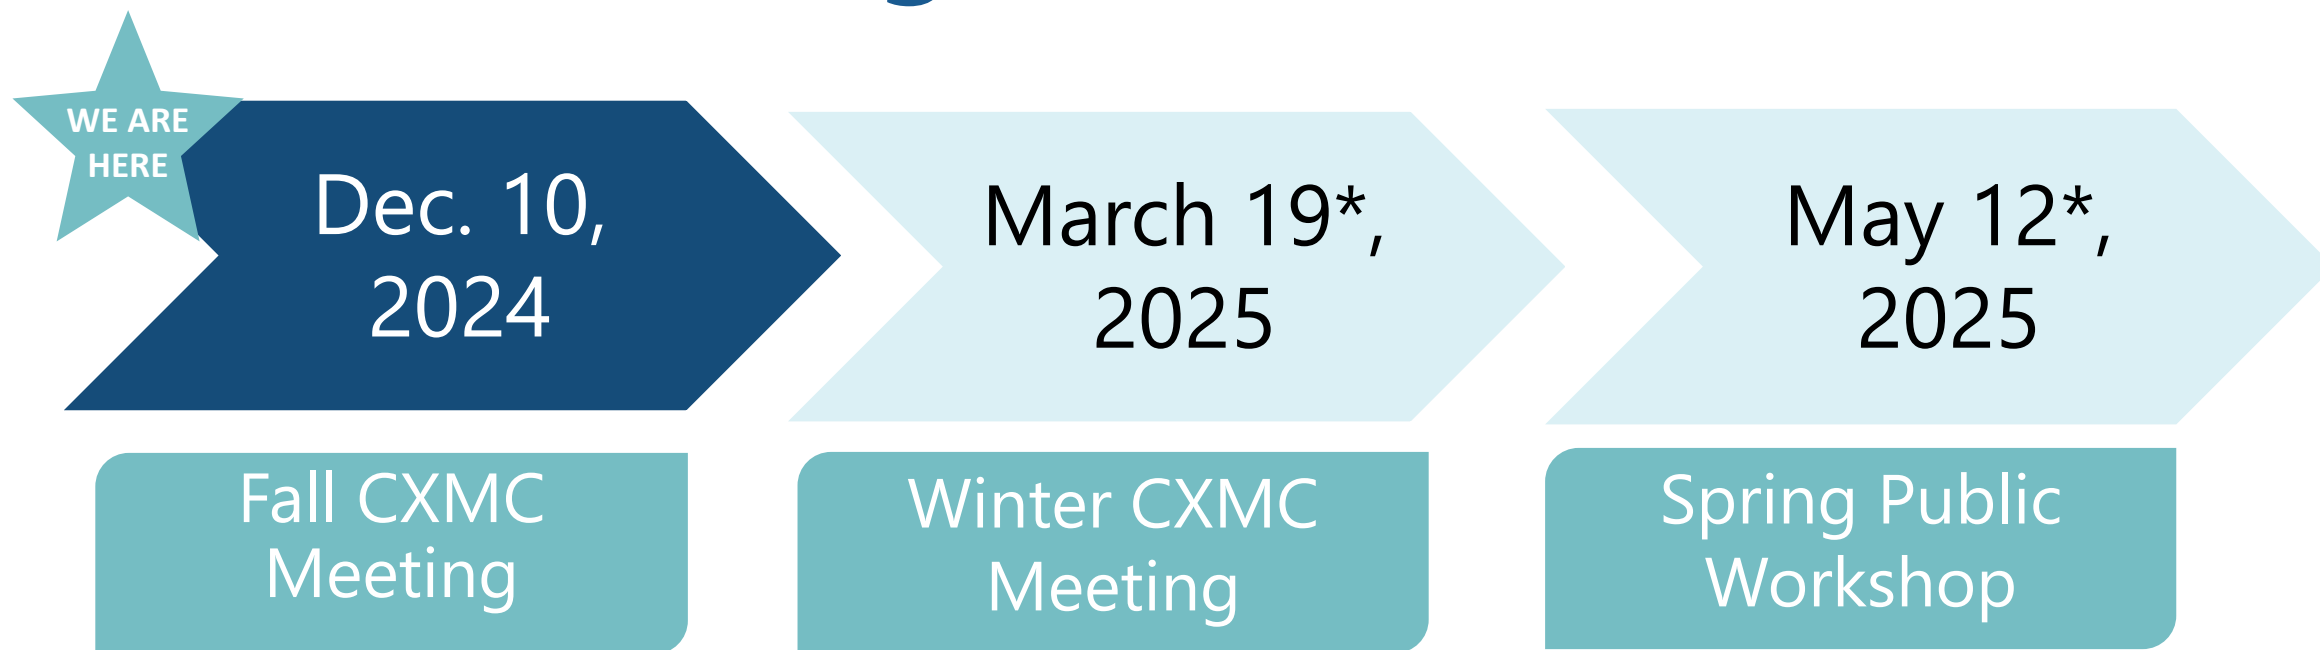 WE ARE
HERE
Dec. 10,
2024
March 19*,
2025
May 12*,
2025
Fall CXMC
Meeting
Winter CXMC
Meeting
Spring Public
Workshop